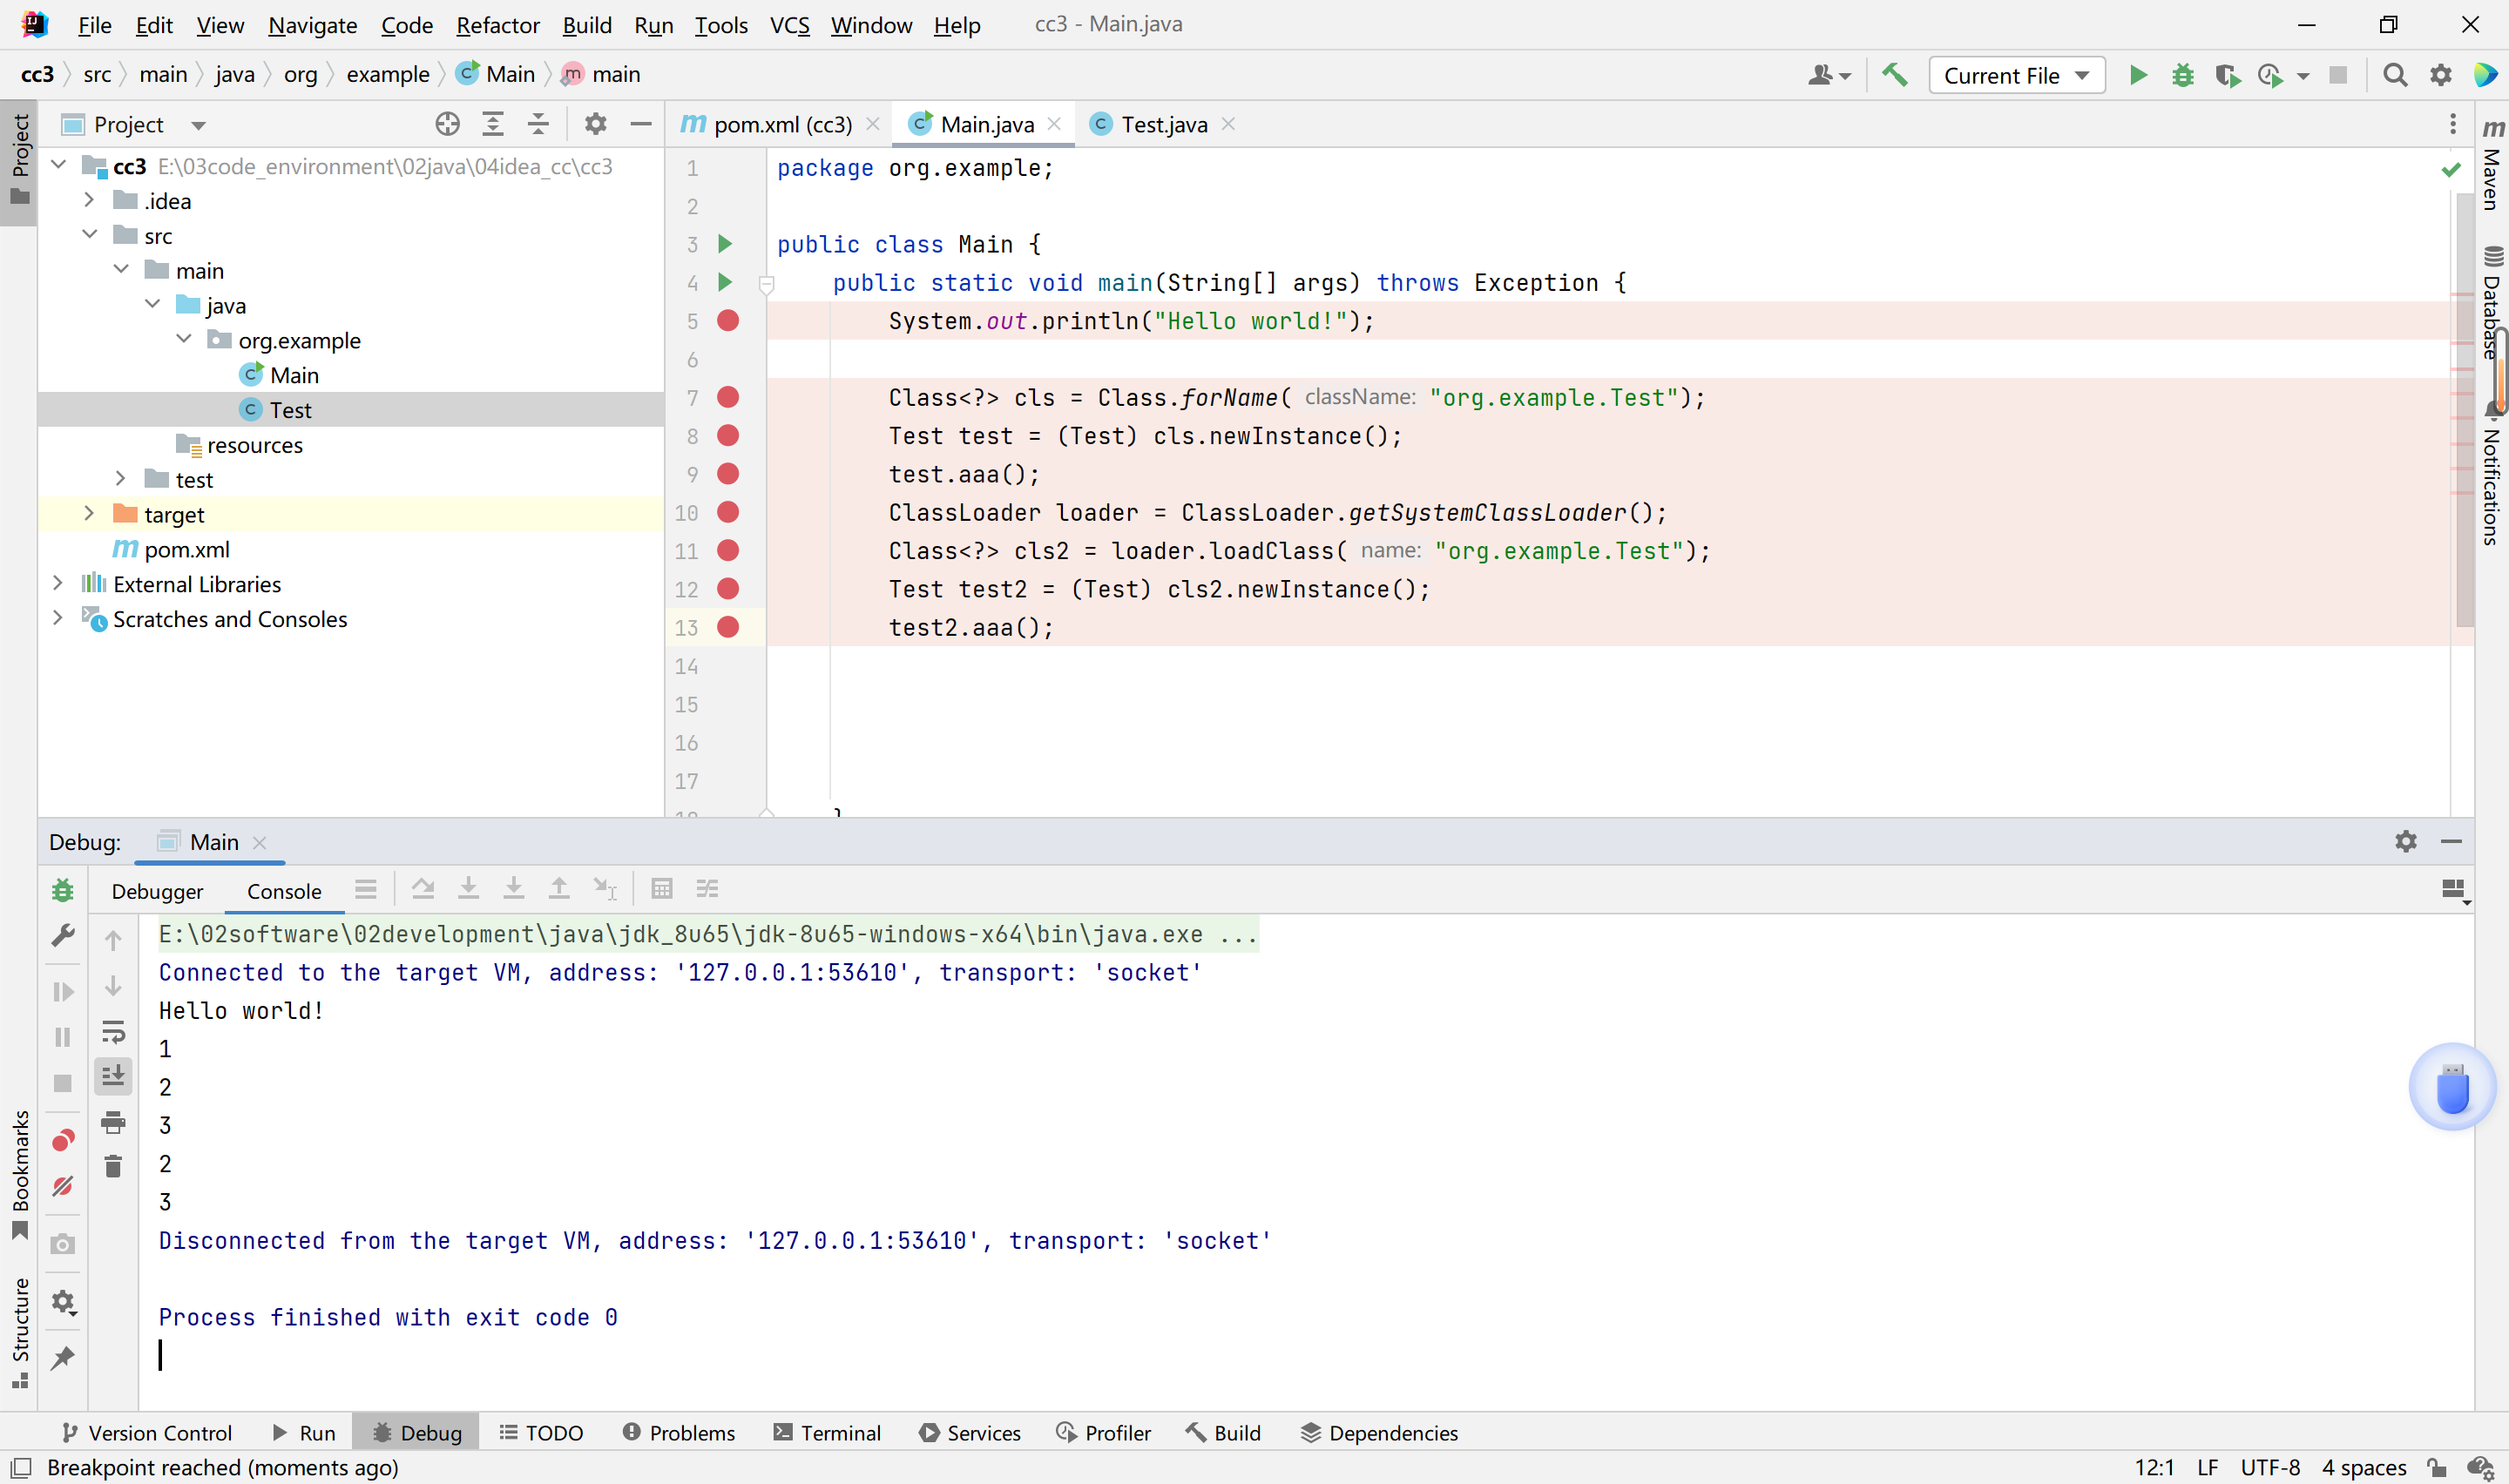 File Edit View Navigate Code Refactor Build Run Tools VCS Window Help cc3 - Main.java
cc3 src main java org example Main main
Current File
Project
Project
pom.xml (cc3) Main.java Test.java
cc3 E:\03code_environment\02java\04idea_cc\cc3
.idea
src
main
java
org.example
Main
Test
resources
test
target
pom.xml
External Libraries
Scratches and Consoles
1 package org.example;
2
3 public class Main {
4 public static void main(String[] args) throws Exception {
5 System.out.println("Hello world!");
6
7 Class<?> cls = Class.forName( className: "org.example.Test");
8 Test test = (Test) cls.newInstance();
9 test.aaa();
10 ClassLoader loader = ClassLoader.getSystemClassLoader();
11 Class<?> cls2 = loader.loadClass( name: "org.example.Test");
12 Test test2 = (Test) cls2.newInstance();
13 test2.aaa();
14
15
16
17
Maven
Database
Notifications
Debug: Main
Debugger Console
E:\02software\02development\java\jdk_8u65\jdk-8u65-windows-x64\bin\java.exe ...
Connected to the target VM, address: '127.0.0.1:53610', transport: 'socket'
Hello world!
1
2
3
2
3
Disconnected from the target VM, address: '127.0.0.1:53610', transport: 'socket'
Process finished with exit code 0
Bookmarks
Structure
Version Control Run Debug TODO Problems Terminal Services Profiler Build Dependencies
Breakpoint reached (moments ago) 12:1 LF UTF-8 4 spaces